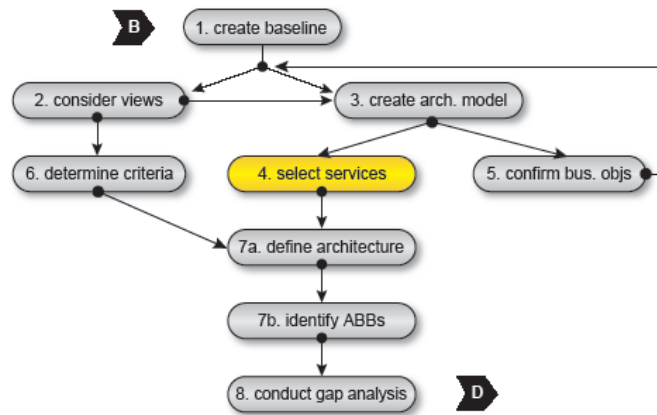 B
1. create baseline
2. consider views
3. create arch. model
6. determine criteria
4. select services
5. confirm bus. objs
7a. define architecture
7b. identify ABBs
8. conduct gap analysis
D